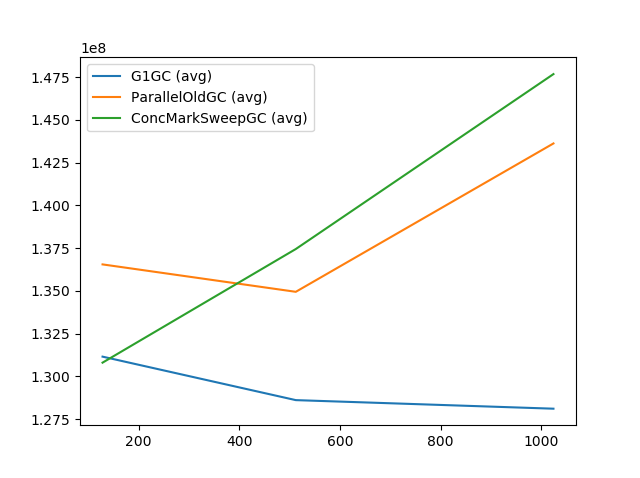 1e8
G1GC (avg)
ParallelOldGC (avg)
ConcMarkSweepGC (avg)
1.475
1.450
1.425
1.400
1.375
1.350
1.325
1.300
1.275
200 400 600 800 1000